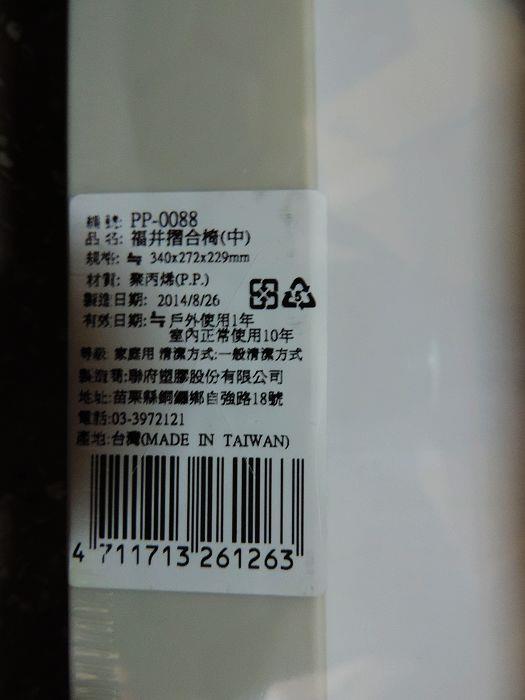 編號: PP-0088
品名: 福井摺合椅(中)
規格: ≒ 340x272x229mm
材質: 聚丙烯(P.P.)
製造日期: 2014/8/26
有效日期:≒戶外使用1年
室內正常使用10年
5
等級: 家庭用 清潔方式:一般清潔方式
製造商:聯府塑膠股份有限公司
地址:苗栗縣銅鑼鄉自強路18號
電話:03-3972121
產地:台灣(MADE IN TAIWAN)
4 711713 261263